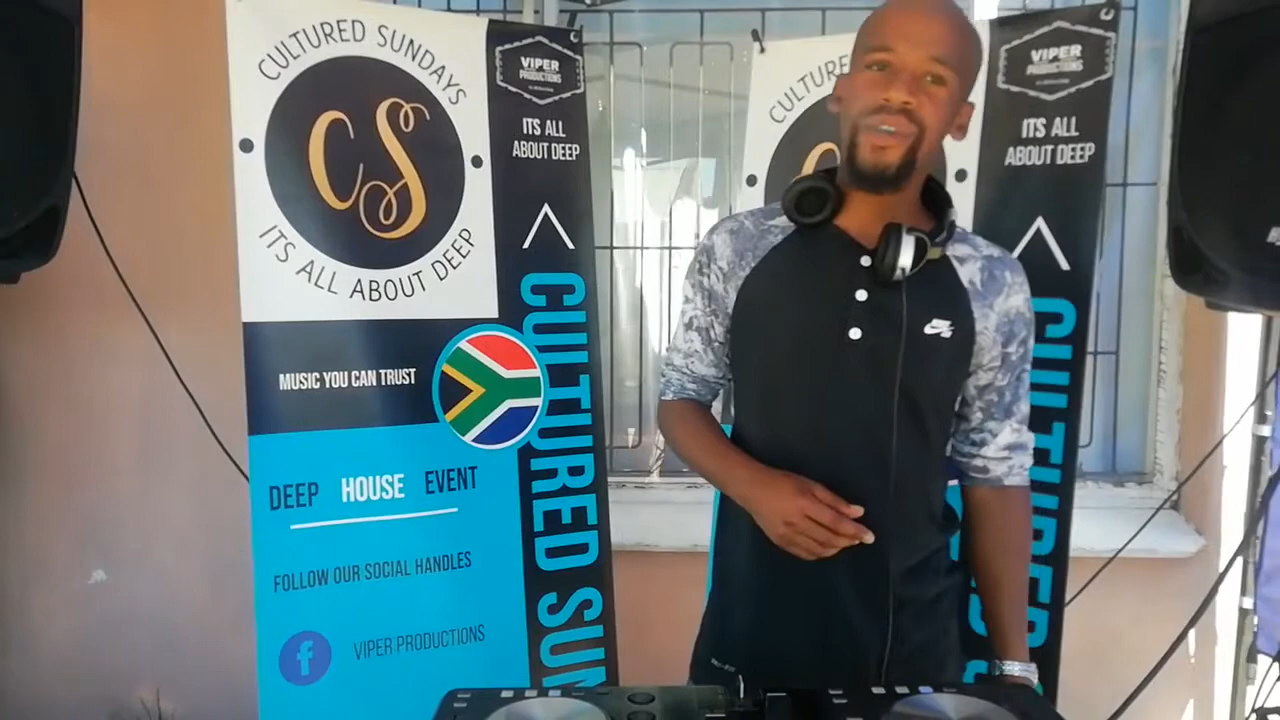 CULTURED SUNDAYS
CS
ITS ALL ABOUT DEEP
VIPER
PRODUCTIONS
ITS ALL
ABOUT DEEP
CULTURED SUN
MUSIC YOU CAN TRUST
DEEP HOUSE EVENT
FOLLOW OUR SOCIAL HANDLES
f VIPER PRODUCTIONS
CULTURE
VIPER
PRODUCTIONS
ITS ALL
ABOUT DEEP
CULTURED S